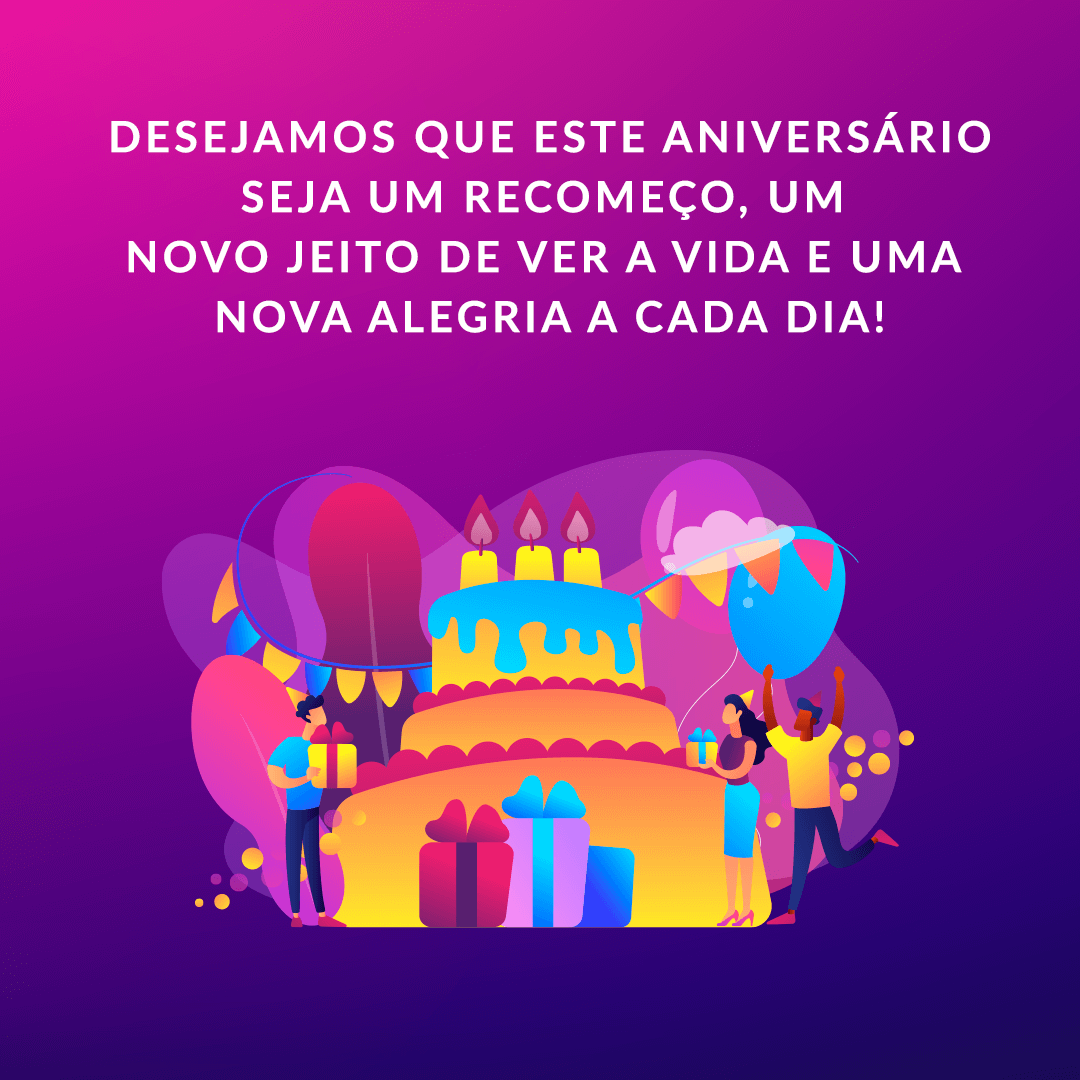 DESEJAMOS QUE ESTE ANIVERSÁRIO
SEJA UM RECOMEÇO, UM
NOVO JEITO DE VER A VIDA E UMA
NOVA ALEGRIA A CADA DIA!